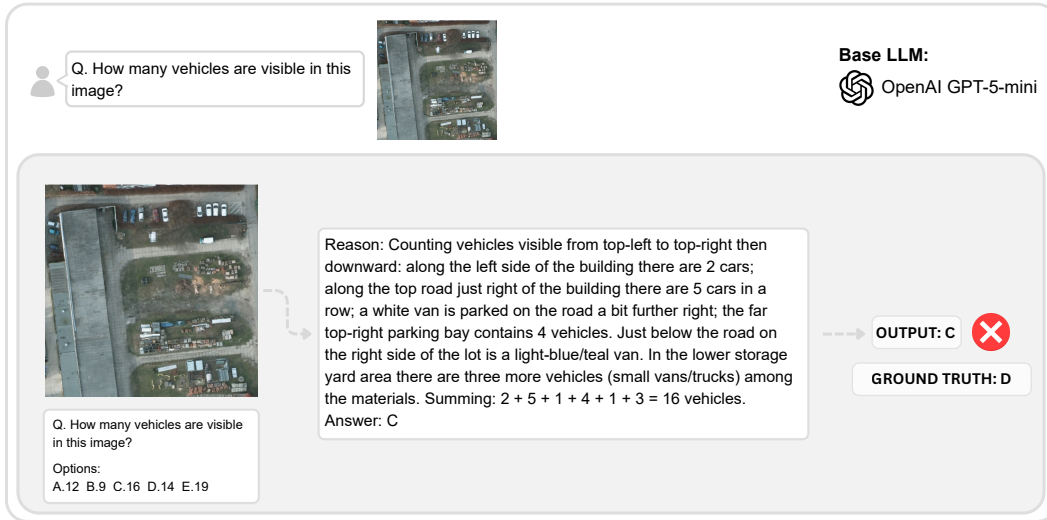 Q. How many vehicles are visible in this
image?
Base LLM:
OpenAI GPT-5-mini
Q. How many vehicles are visible
in this image?
Options:
A.12 B.9 C.16 D.14 E.19
Reason: Counting vehicles visible from top-left to top-right then
downward: along the left side of the building there are 2 cars;
along the top road just right of the building there are 5 cars in a
row; a white van is parked on the road a bit further right; the far
top-right parking bay contains 4 vehicles. Just below the road on
the right side of the lot is a light-blue/teal van. In the lower storage
yard area there are three more vehicles (small vans/trucks) among
the materials. Summing: 2 + 5 + 1 + 4 + 1 + 3 = 16 vehicles.
Answer: C
OUTPUT: C
GROUND TRUTH: D